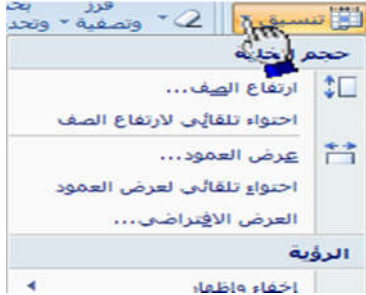 فرز
تنسيق
وتصفية
حجم الخلية
ارتفاع الصف...
احتواء تلقائي لارتفاع الصف
عرض العمود...
احتواء تلقائي لعرض العمود
العرض الافتراضي...
الرؤية
إخفاء وإظهار